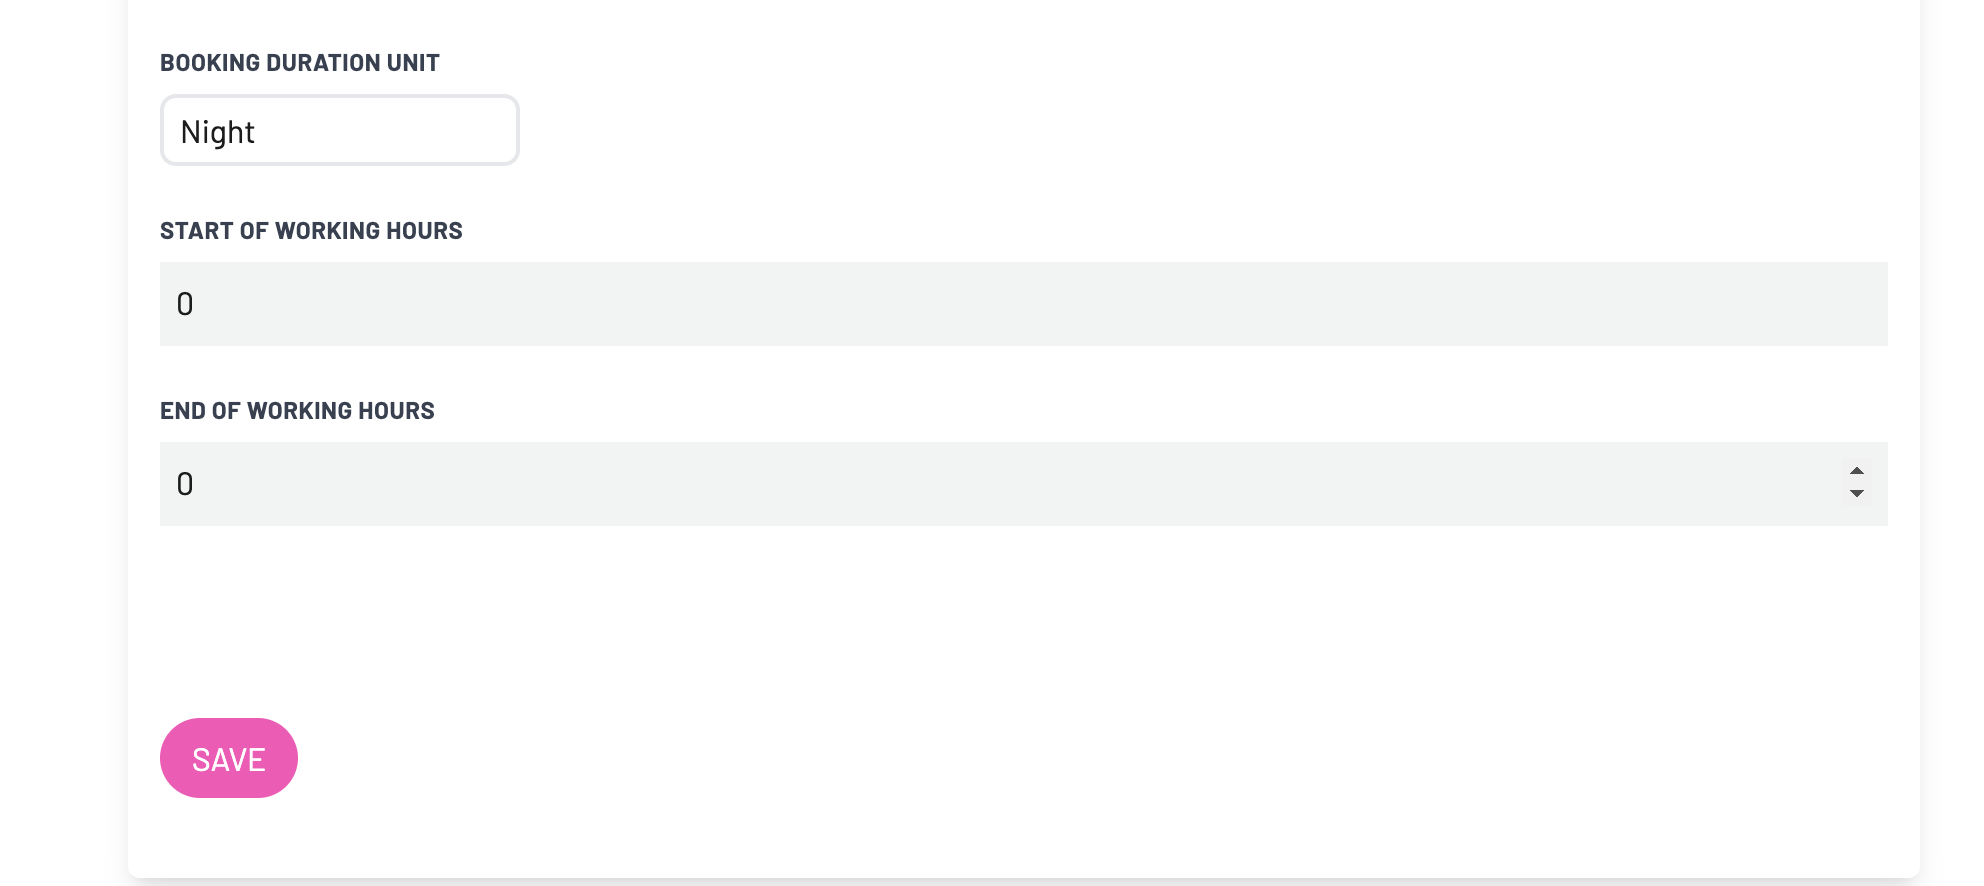 BOOKING DURATION UNIT
Night
START OF WORKING HOURS
0
END OF WORKING HOURS
0
SAVE